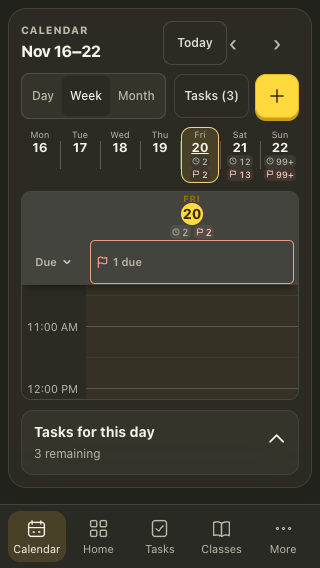 CALENDAR
Nov 16–22
Today
Day Week Month
Tasks (3)
Mon Tue Wed Thu Fri Sat Sun
16 17 18 19 20 21 22
2 12 99+
2 13 99+
FRI
20
2 2
Due
1 due
11:00 AM
12:00 PM
Tasks for this day
3 remaining
Calendar Home Tasks Classes More